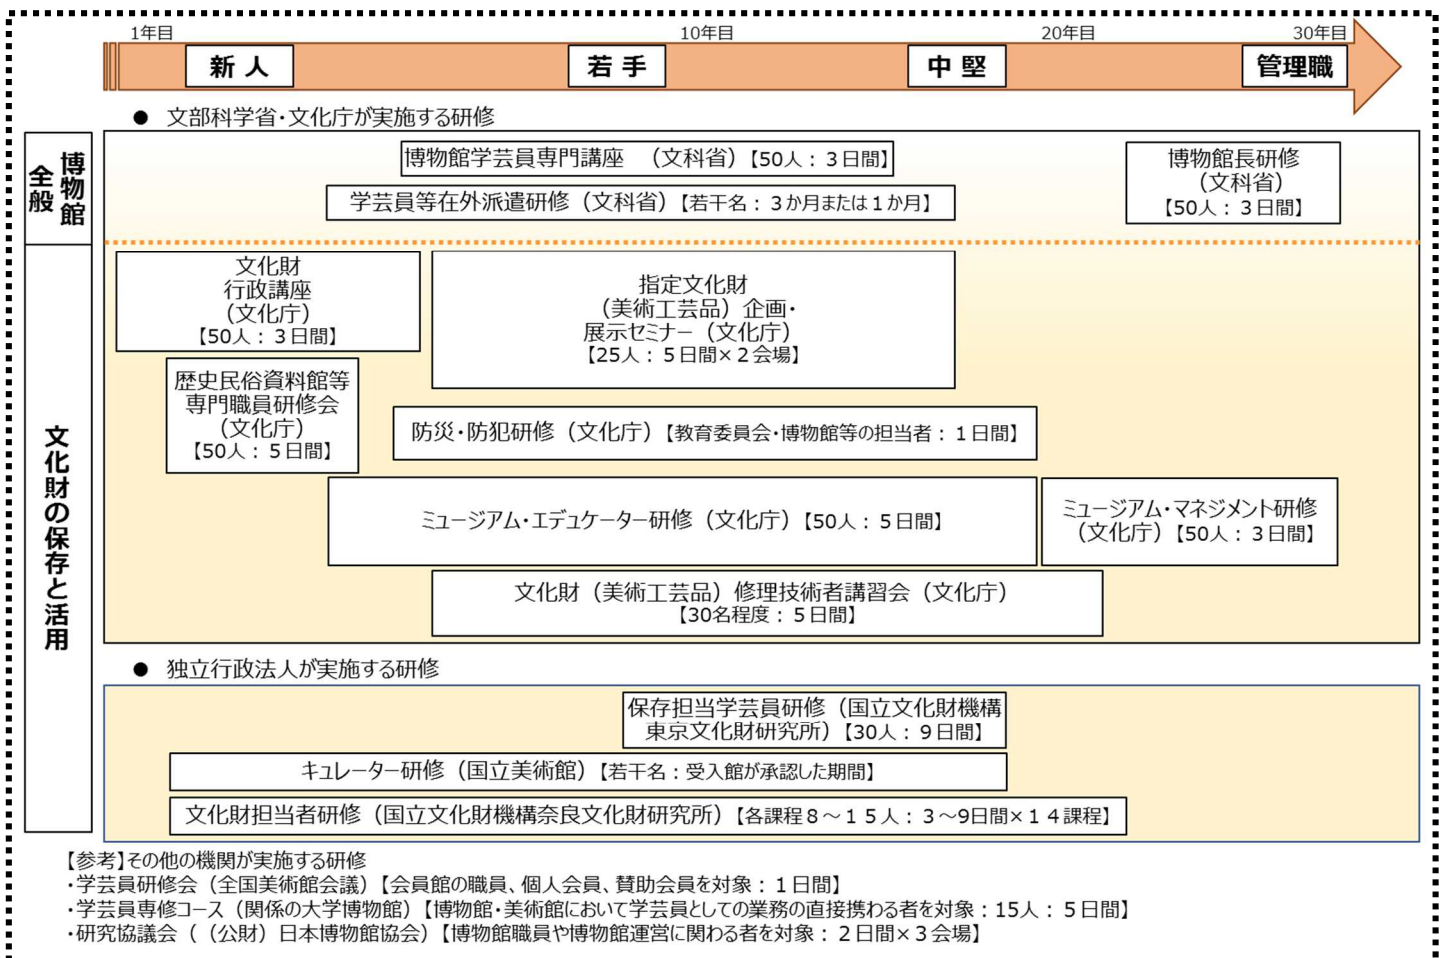 1年目 10年目 20年目 30年目
新人 若手 中堅 管理職
● 文部科学省・文化庁が実施する研修
博物館
全般
博物館学芸員専門講座 （文科省）【50人：３日間】
学芸員等在外派遣研修（文科省）【若干名：３か月または１か月】
博物館長研修
（文科省）
【50人：３日間】
文化財の保存と活用
文化財
行政講座
（文化庁）
【50人：３日間】
指定文化財
（美術工芸品）企画・
展示セミナー（文化庁）
【25人：５日間×２会場】
歴史民俗資料館等
専門職員研修会
（文化庁）
【50人：５日間】
防災・防犯研修（文化庁）【教育委員会・博物館等の担当者：１日間】
ミュージアム・エデュケーター研修（文化庁）【50人：５日間】
ミュージアム・マネジメント研修
（文化庁）【50人：３日間】
文化財（美術工芸品）修理技術者講習会（文化庁）
【30名程度：５日間】
● 独立行政法人が実施する研修
保存担当学芸員研修（国立文化財機構
東京文化財研究所）【30人：９日間】
キュレーター研修（国立美術館）【若干名：受入館が承認した期間】
文化財担当者研修（国立文化財機構奈良文化財研究所）【各課程８～１５人：３～9日間×１４課程】
【参考】その他の機関が実施する研修
・学芸員研修会（全国美術館会議）【会員館の職員、個人会員、賛助会員を対象：１日間】
・学芸員専修コース（関係の大学博物館）【博物館・美術館において学芸員としての業務の直接携わる者を対象：15人：５日間】
・研究協議会（（公財）日本博物館協会）【博物館職員や博物館運営に関わる者を対象：２日間×３会場】